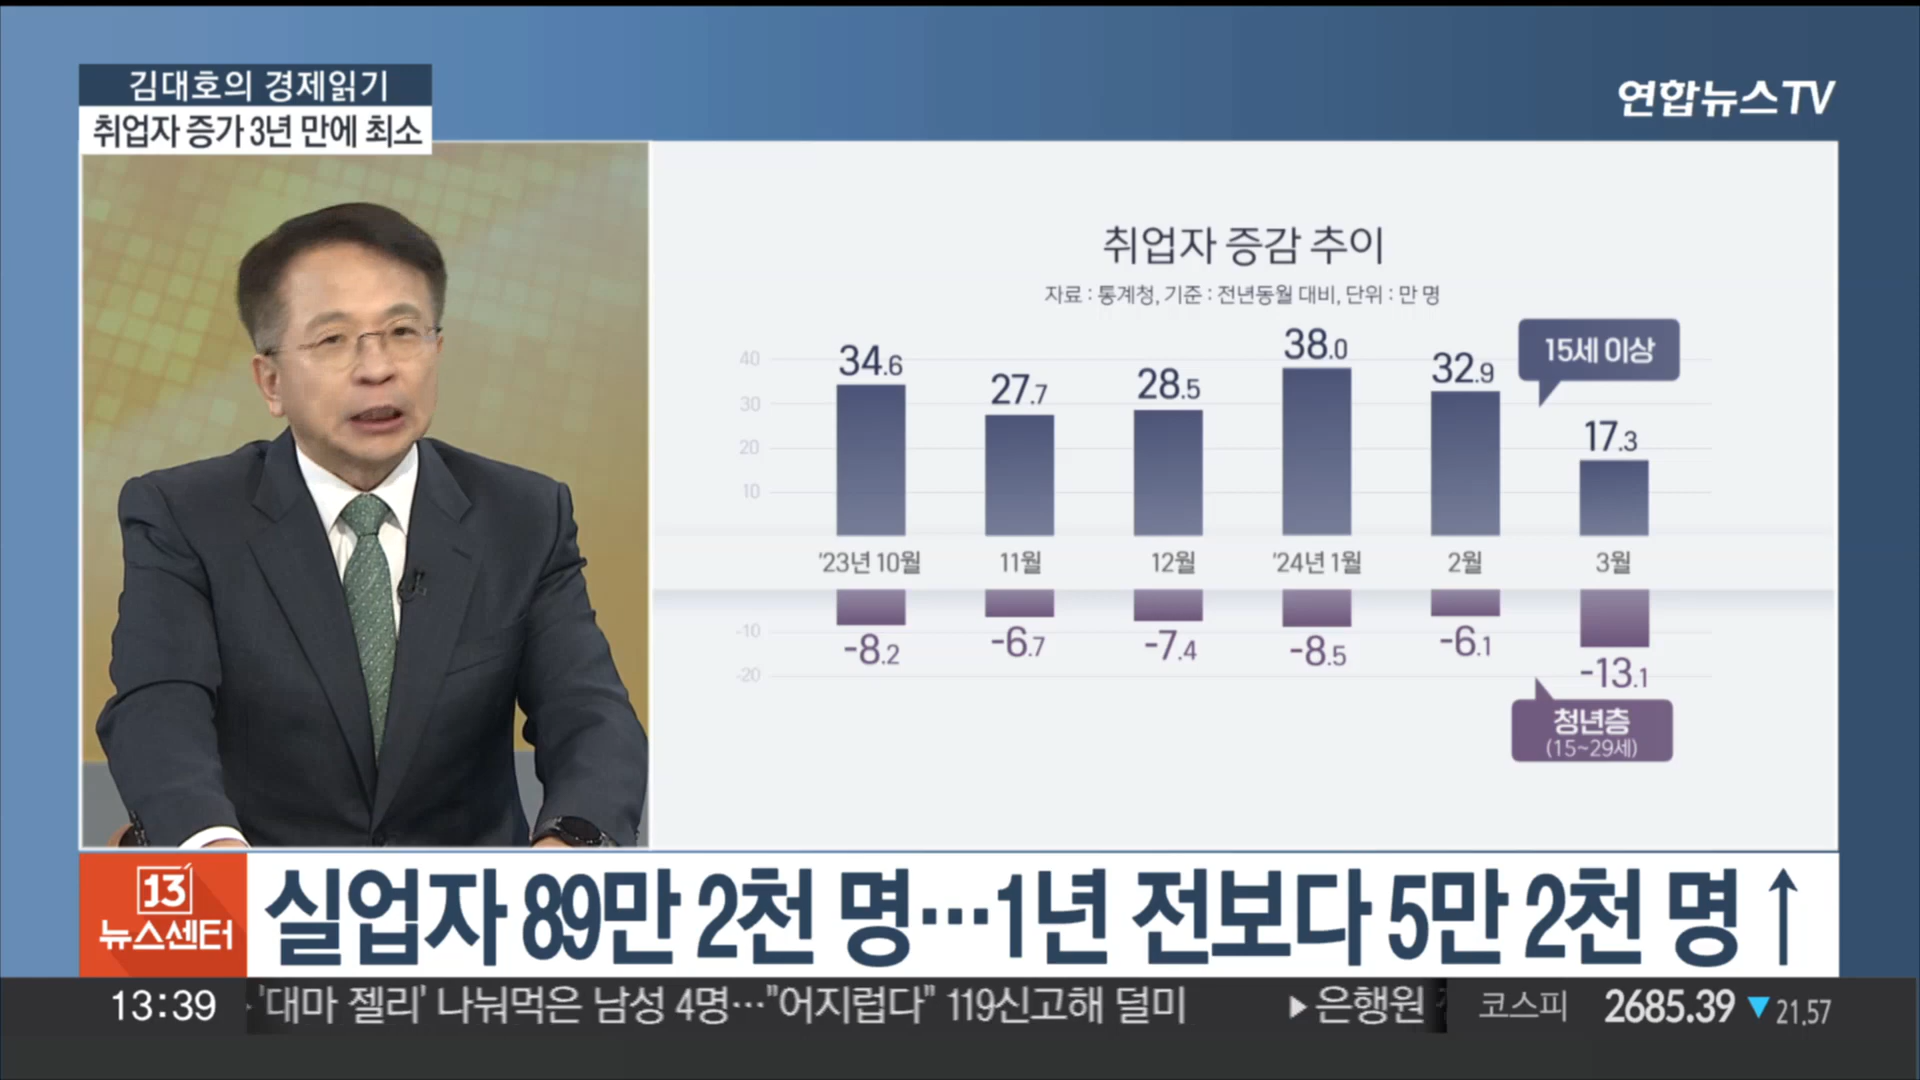 김대호의 경제읽기
취업자 증가 3년 만에 최소
연합뉴스TV
취업자 증감 추이
자료 : 통계청, 기준 : 전년동월 대비, 단위 : 만 명
15세 이상
40
30
20
10
34.6
27.7
28.5
38.0
32.9
17.3
'23년 10월
11월
12월
'24년 1월
2월
3월
-10
-20
-8.2
-6.7
-7.4
-8.5
-6.1
-13.1
청년층
(15~29세)
13
뉴스센터
실업자 89만 2천 명…1년 전보다 5만 2천 명↑
13:39
'대마 젤리' 나눠먹은 남성 4명…"어지럽다" 119신고해 덜미
▶은행원
코스피 2685.39 ▼ 21.57